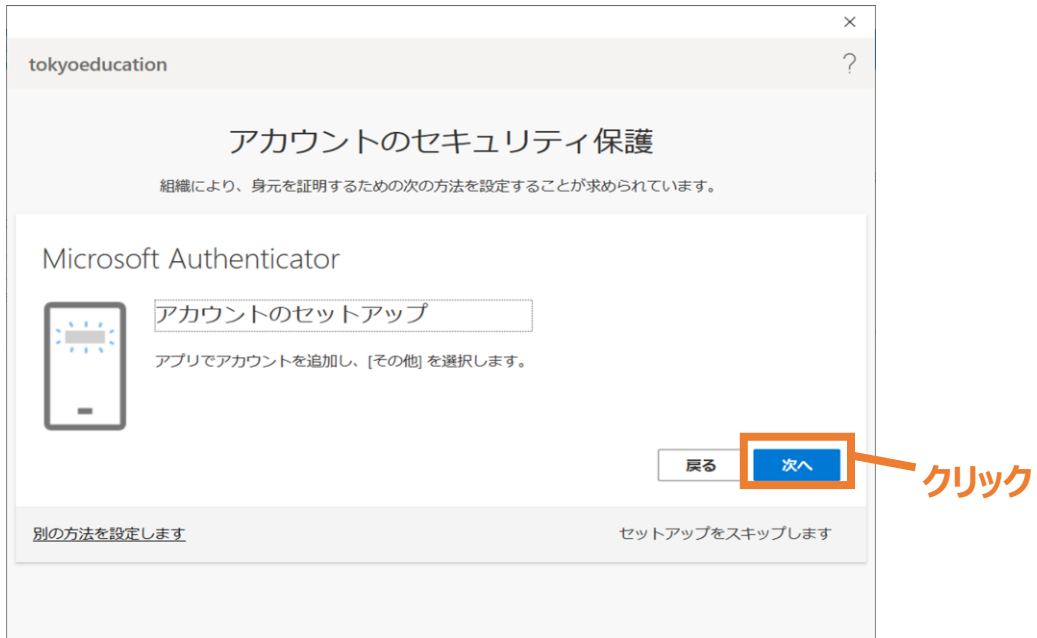 tokyoeducation
?
アカウントのセキュリティ保護
組織により、身元を証明するための次の方法を設定することが求められています。
Microsoft Authenticator
アカウントのセットアップ
アプリでアカウントを追加し、[その他] を選択します。
戻る
次へ
クリック
別の方法を設定します
セットアップをスキップします